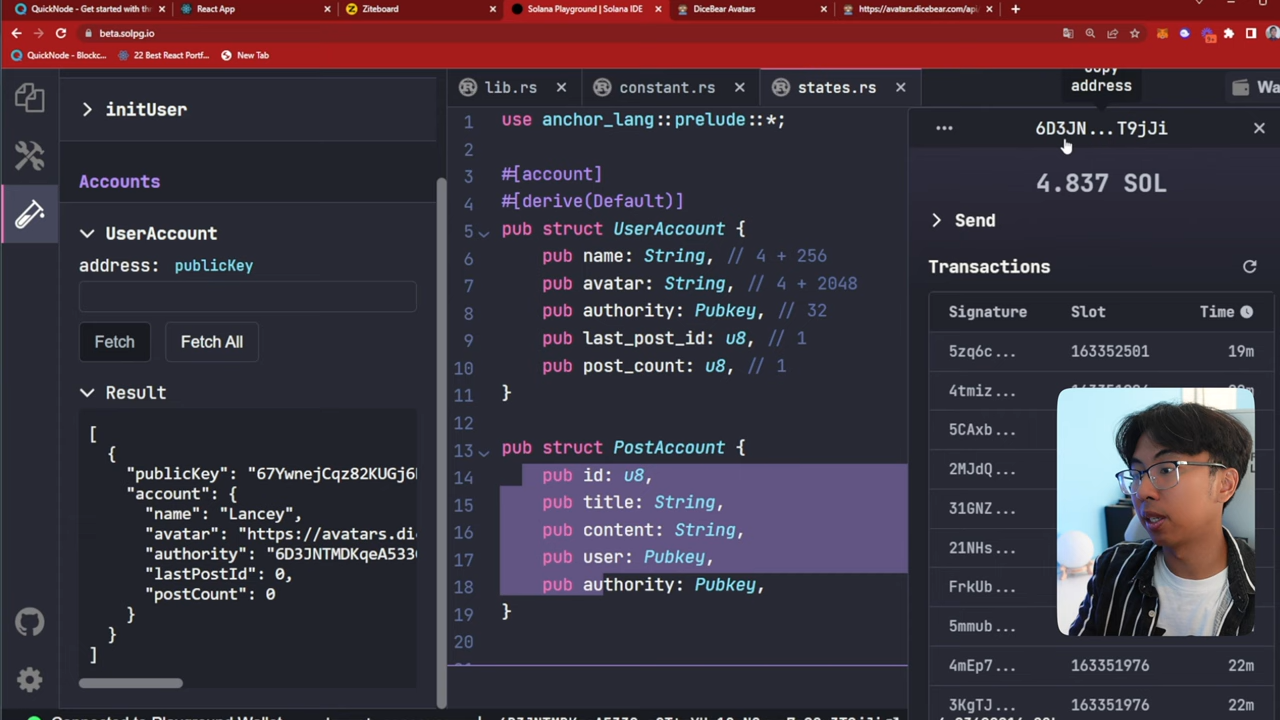 QuickNode - Get started with th
React App
Ziteboard
Solana Playground | Solana IDE
DiceBear Avatars
https://avatars.dicebear.com/api
beta.solpg.io
QuickNode - Blockc...
22 Best React Portf...
New Tab
initUser
Accounts
UserAccount
address: publicKey
Fetch
Fetch All
Result
[
{
"publicKey": "67YwnejCqz82KUGj6
"account": {
"name": "Lancey",
"avatar": "https://avatars.di
"authority": "6D3JNTMDKqeA533
"lastPostId": 0,
"postCount": 0
}
}
]
lib.rs
constant.rs
states.rs
1 use anchor_lang::prelude::*;
2
3 #[account]
4 #[derive(Default)]
5 pub struct UserAccount {
6 pub name: String, // 4 + 256
7 pub avatar: String, // 4 + 2048
8 pub authority: Pubkey, // 32
9 pub last_post_id: u8, // 1
10 pub post_count: u8, // 1
11 }
12
13 pub struct PostAccount {
14 pub id: u8,
15 pub title: String,
16 pub content: String,
17 pub user: Pubkey,
18 pub authority: Pubkey,
19 }
20
copy
address
Wa
... 6D3JN...T9jJi
4.837 SOL
Send
Transactions
Signature Slot Time
5zq6c... 163352501 19m
4tmiz...
5CAxb...
2MJdQ...
31GNZ...
21NHs...
FrkUb...
5mmub...
4mEp7... 163351976 22m
3KgTJ... 163351976 22m
Connected to Playground Wallet